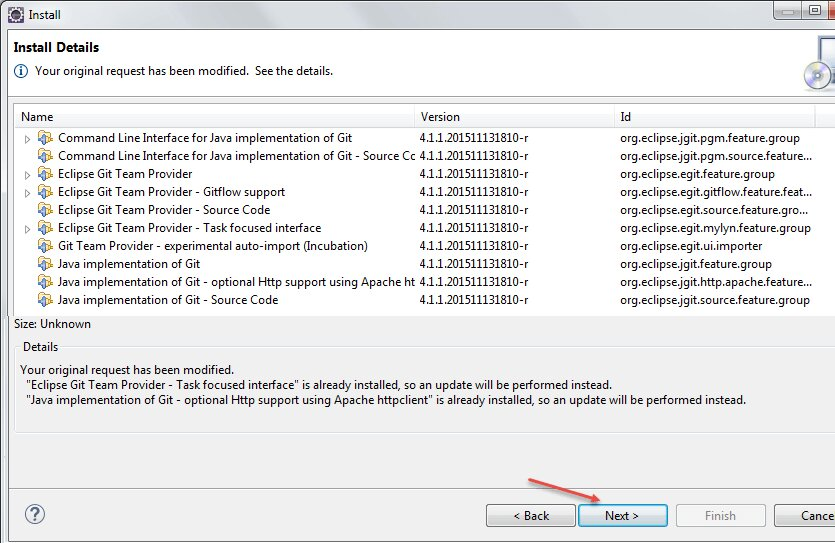 Install
Install Details
Your original request has been modified.  See the details.
Name Version Id
Command Line Interface for Java implementation of Git 4.1.1.201511131810-r org.eclipse.jgit.pgm.feature.group
Command Line Interface for Java implementation of Git - Source Cc 4.1.1.201511131810-r org.eclipse.jgit.pgm.source.feature...
Eclipse Git Team Provider 4.1.1.201511131810-r org.eclipse.egit.feature.group
Eclipse Git Team Provider - Gitflow support 4.1.1.201511131810-r org.eclipse.egit.gitflow.feature.feat...
Eclipse Git Team Provider - Source Code 4.1.1.201511131810-r org.eclipse.egit.source.feature.gro...
Eclipse Git Team Provider - Task focused interface 4.1.1.201511131810-r org.eclipse.egit.mylyn.feature.group
Git Team Provider - experimental auto-import (Incubation) 4.1.1.201511131810-r org.eclipse.egit.ui.importer
Java implementation of Git 4.1.1.201511131810-r org.eclipse.jgit.feature.group
Java implementation of Git - optional Http support using Apache ht 4.1.1.201511131810-r org.eclipse.jgit.http.apache.feature...
Java implementation of Git - Source Code 4.1.1.201511131810-r org.eclipse.jgit.source.feature.group
Size: Unknown
Details
Your original request has been modified.
"Eclipse Git Team Provider - Task focused interface" is already installed, so an update will be performed instead.
"Java implementation of Git - optional Http support using Apache httpclient" is already installed, so an update will be performed instead.
? < Back Next > Finish Cance